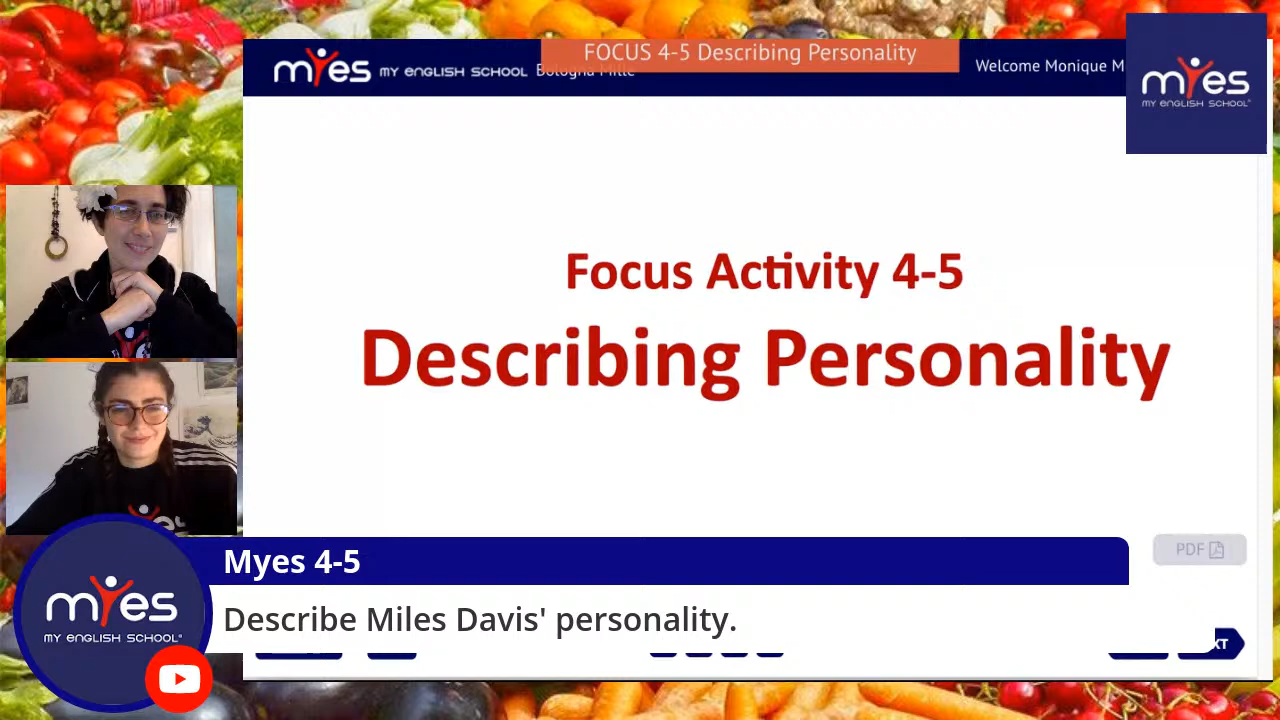 FOCUS 4-5 Describing Personality
myes MY ENGLISH SCHOOL Bologna Mille
Welcome Monique M
myes
MY ENGLISH SCHOOL
Focus Activity 4-5
Describing Personality
PDF
Myes 4-5
Describe Miles Davis' personality.
myes
MY ENGLISH SCHOOL
XT